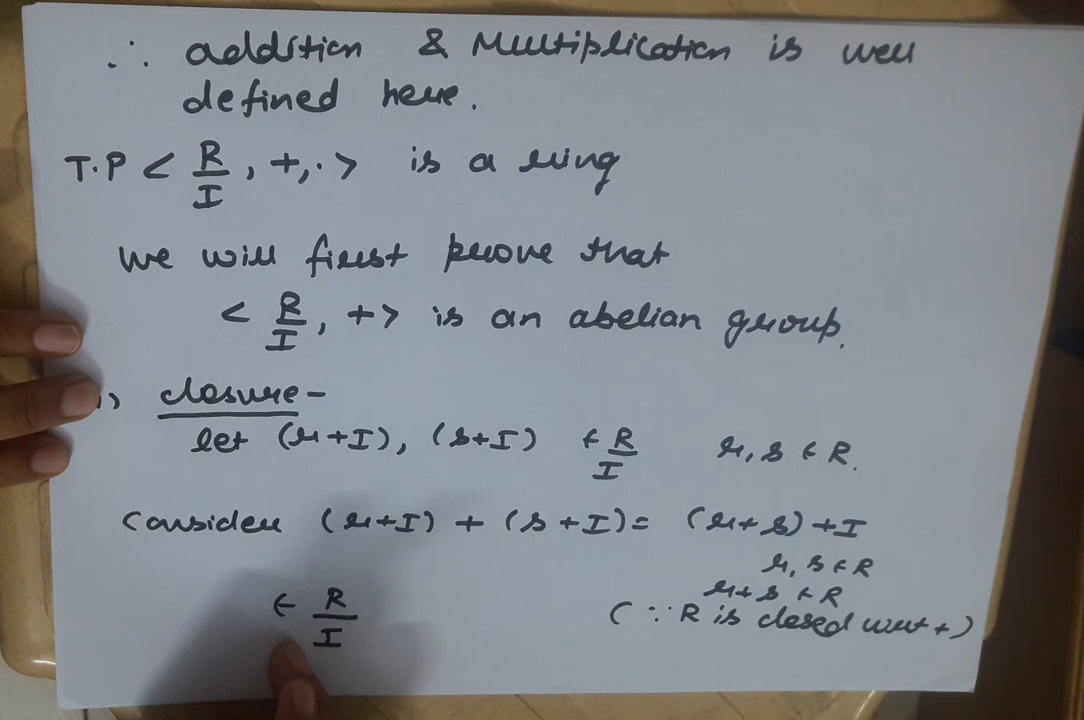 ∴ addition & Multiplication is well
defined here.
T.P < R/I, +, · > is a ring
We will first prove that
< R/I, + > is an abelian group.
closure -
let (r+I), (s+I) ∈ R/I r, s ∈ R.
Consider (r+I) + (s+I) = (r+s)+I
r, s ∈ R
r+s ∈ R
∈ R/I (∵ R is closed wrt +)